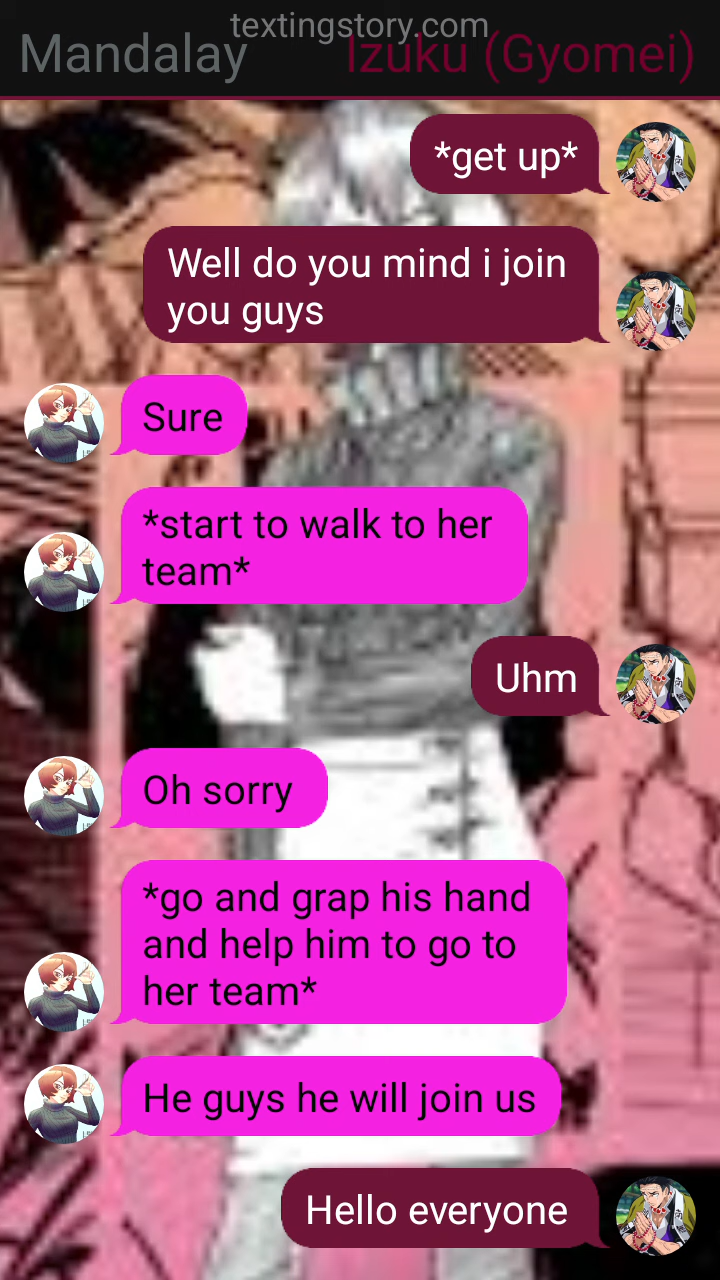 textingstory.com
Mandalay
Izuku (Gyomei)
*get up*
Well do you mind i join
you guys
Sure
*start to walk to her
team*
Uhm
Oh sorry
*go and grap his hand
and help him to go to
her team*
He guys he will join us
Hello everyone